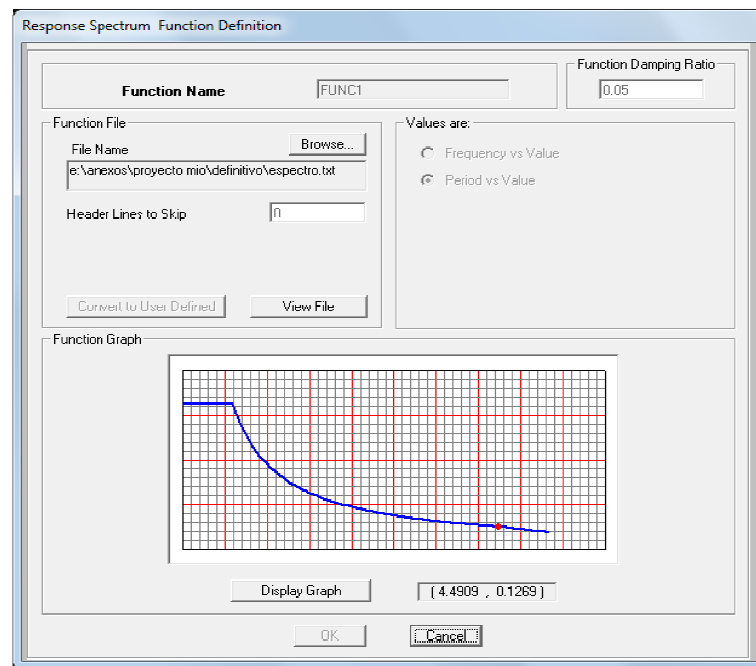 Response Spectrum Function Definition
Function Name
FUNC1
Function Damping Ratio
0.05
Function File
File Name
Browse...
e:\anexos\proyecto mio\definitivo\espectro.txt
Header Lines to Skip
0
Convert to User Defined
View File
Values are:
Frequency vs Value
Period vs Value
Function Graph
Display Graph
( 4.4909 , 0.1269 )
OK
Cancel